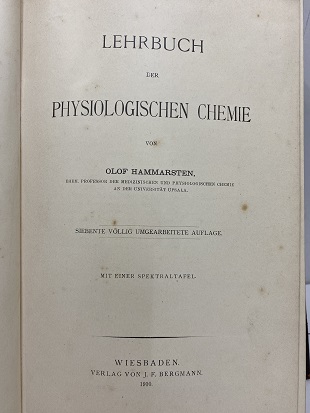 LEHRBUCH
DER
PHYSIOLOGISCHEN CHEMIE
VON
OLOF HAMMARSTEN,
EHEM. PROFESSOR DER MEDIZINISCHEN UND PHYSIOLOGISCHEN CHEMIE
AN DER UNIVERSITÄT UPSALA.
SIEBENTE VÖLLIG UMGEARBEITETE AUFLAGE.
MIT EINER SPEKTRALTAFEL.
WIESBADEN.
VERLAG VON J. F. BERGMANN.
1910.